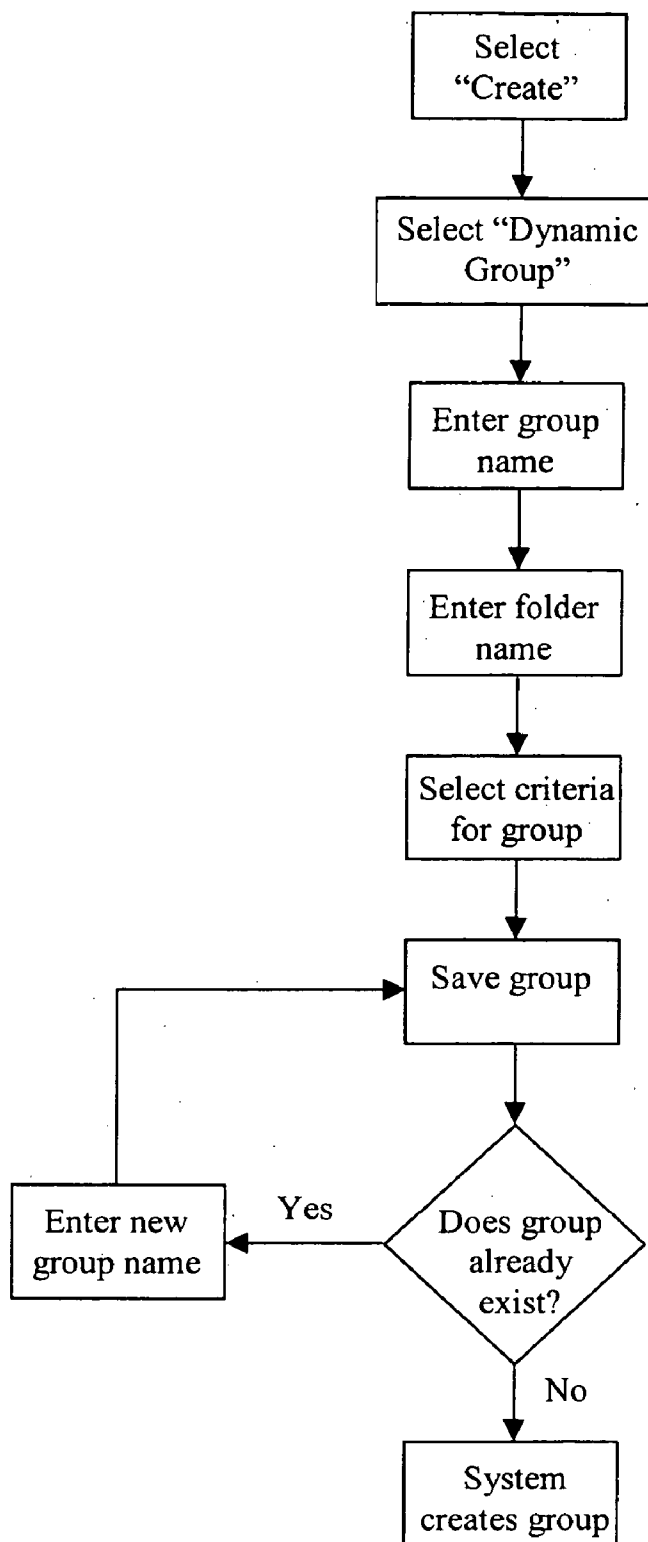 Select
“Create”
Select “Dynamic
Group”
Enter group
name
Enter folder
name
Select criteria
for group
Save group
Does group
already
exist?
Yes
Enter new
group name
No
System
creates group